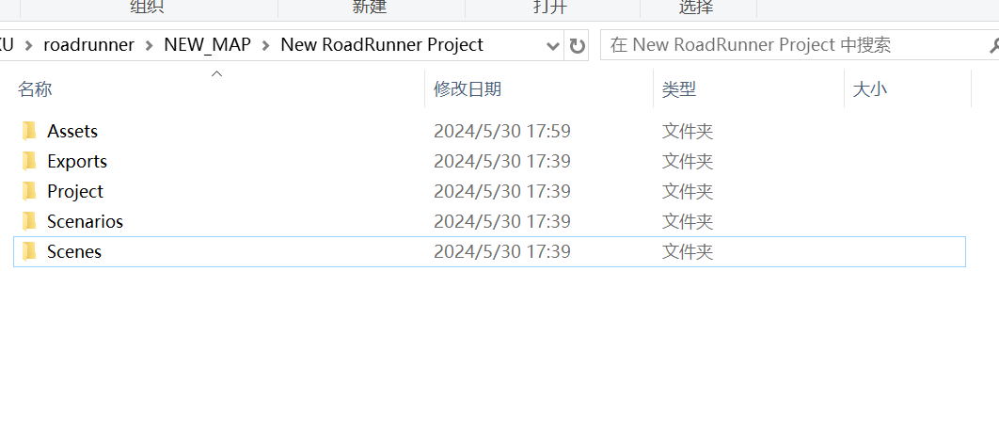 组织 新建 打开 选择
roadrunner > NEW_MAP > New RoadRunner Project 在 New RoadRunner Project 中搜索
名称 修改日期 类型 大小
Assets 2024/5/30 17:59 文件夹
Exports 2024/5/30 17:39 文件夹
Project 2024/5/30 17:39 文件夹
Scenarios 2024/5/30 17:39 文件夹
Scenes 2024/5/30 17:39 文件夹